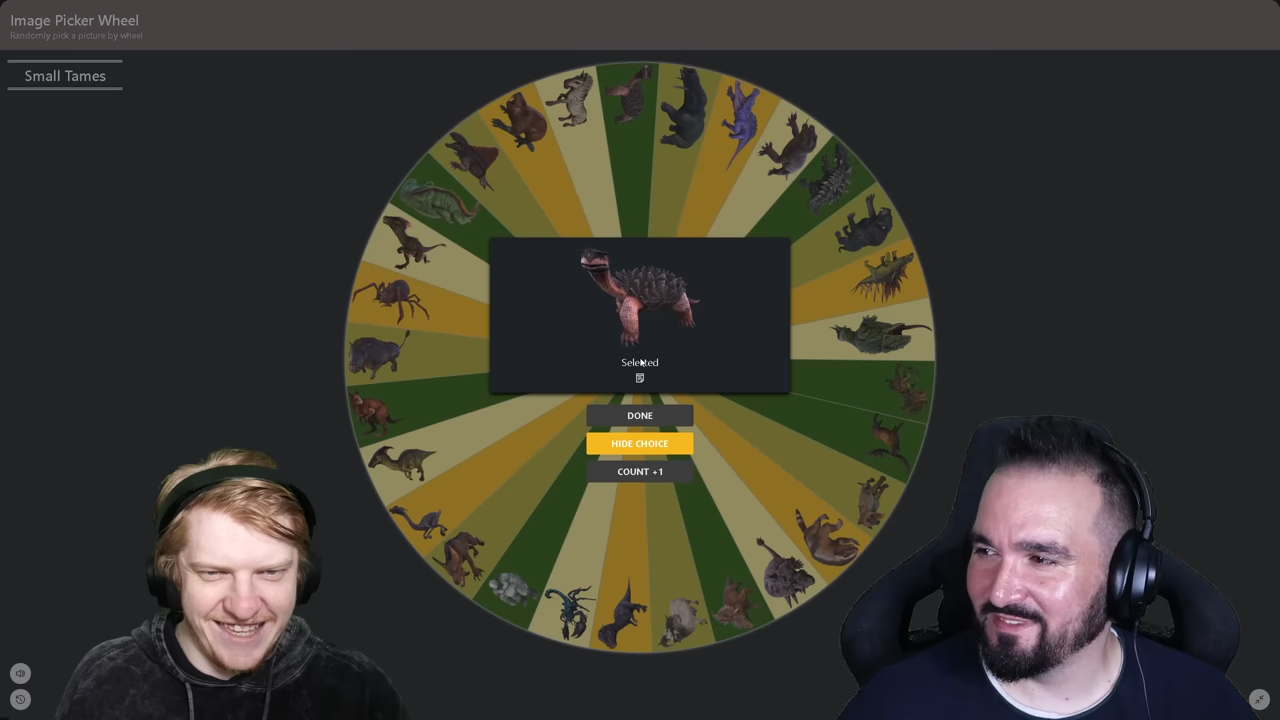 Image Picker Wheel
Randomly pick a picture by wheel
Small Tames
Selected
DONE
HIDE CHOICE
COUNT +1